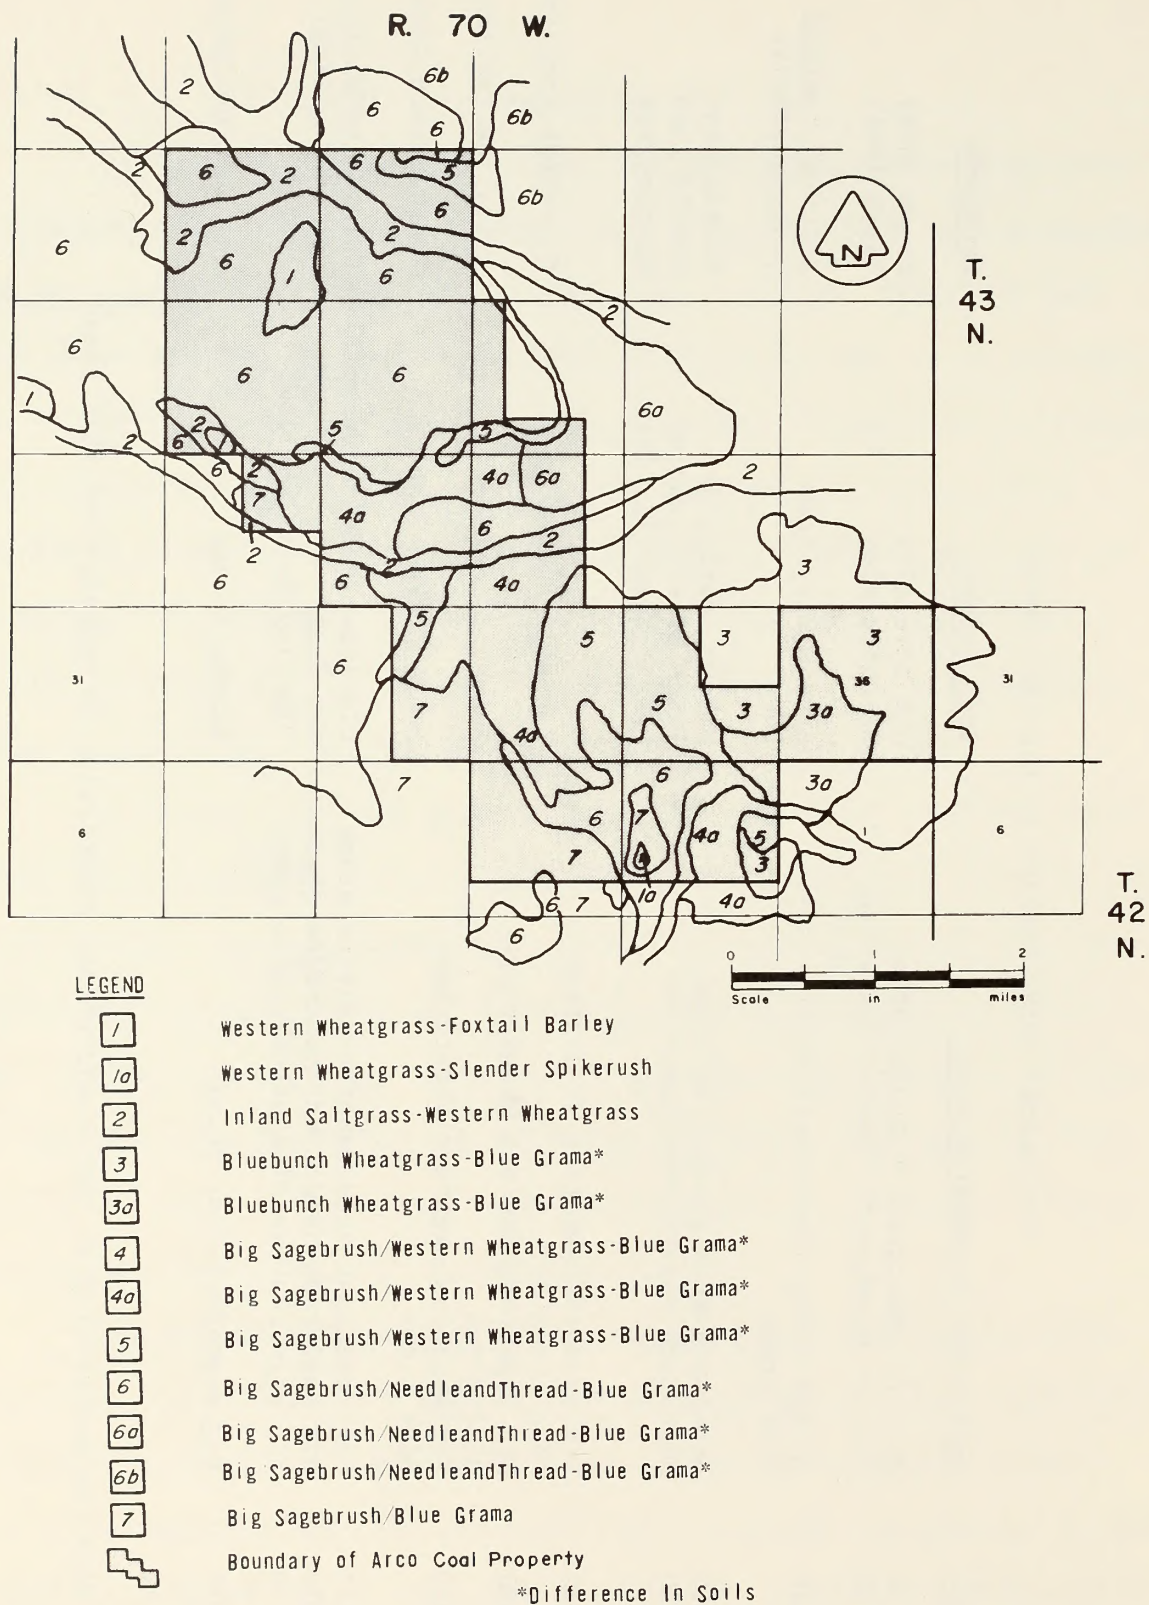 R. 70 W.
6b
2
6
6b
6
2
6
2
6
5
6b
6
2
2
6
6
1
6
N
T.
43
N.
2
6
6
6
1
6a
2
2
6
1
5
5
6
2
4a
6a
2
7
4a
6
2
2
2
6
6
4a
3
5
5
3
3
6
31
36
31
7
5
3
3a
4a
7
6
3a
6
6
7
4a
5
1
6
7
1a
3
6
7
4a
6
T.
42
N.
0 1 2
Scale in miles
LEGEND
1 Western Wheatgrass-Foxtail Barley
1a Western Wheatgrass-Slender Spikerush
2 Inland Saltgrass-Western Wheatgrass
3 Bluebunch Wheatgrass-Blue Grama*
3a Bluebunch Wheatgrass-Blue Grama*
4 Big Sagebrush/Western Wheatgrass-Blue Grama*
4a Big Sagebrush/Western Wheatgrass-Blue Grama*
5 Big Sagebrush/Western Wheatgrass-Blue Grama*
6 Big Sagebrush/NeedleandThread-Blue Grama*
6a Big Sagebrush/NeedleandThread-Blue Grama*
6b Big Sagebrush/NeedleandThread-Blue Grama*
7 Big Sagebrush/Blue Grama
Boundary of Arco Coal Property
*Difference In Soils